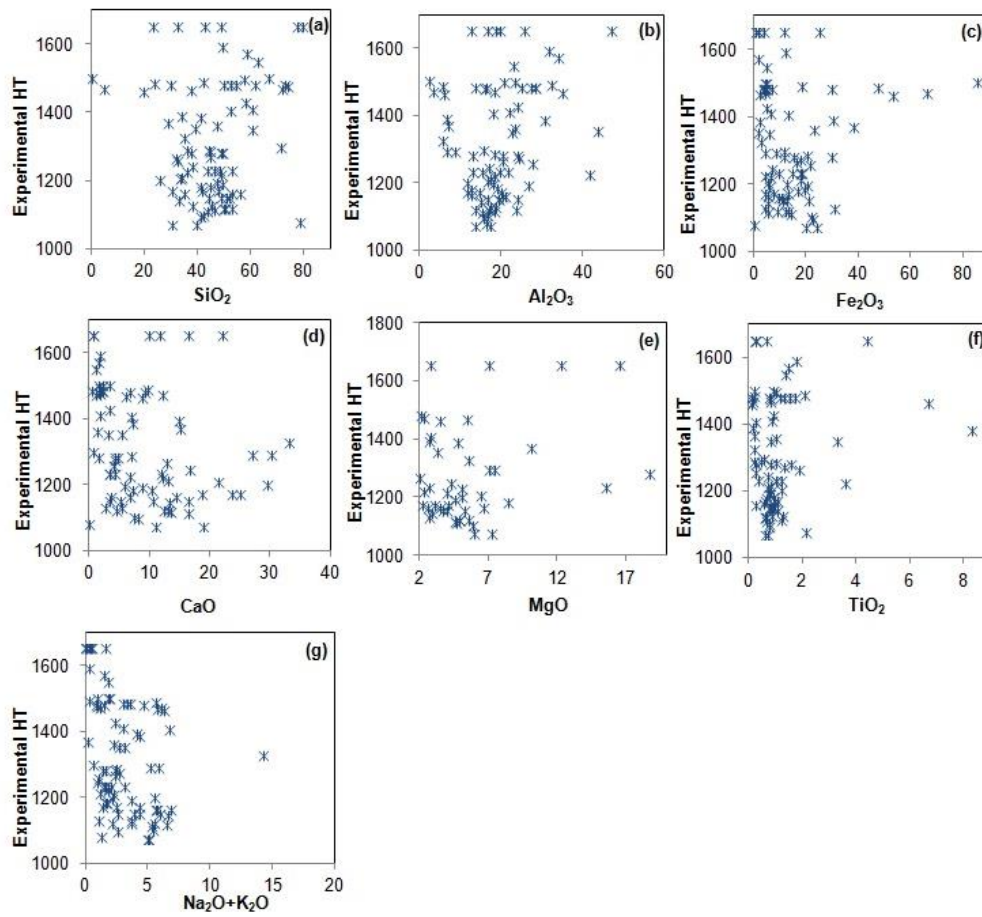 (a)
Experimental HT
1600
1400
1200
1000
0 20 40 60 80
SiO2
(b)
Experimental HT
1600
1400
1200
1000
0 20 40 60
Al2O3
(c)
Experimental HT
1600
1400
1200
1000
0 20 40 60 80
Fe2O3
(d)
Experimental HT
1600
1400
1200
1000
0 10 20 30 40
CaO
(e)
Experimental HT
1800
1600
1400
1200
1000
2 7 12 17
MgO
(f)
Experimental HT
1600
1400
1200
1000
0 2 4 6 8
TiO2
(g)
Experimental HT
1600
1400
1200
1000
0 5 10 15 20
Na2O+K2O